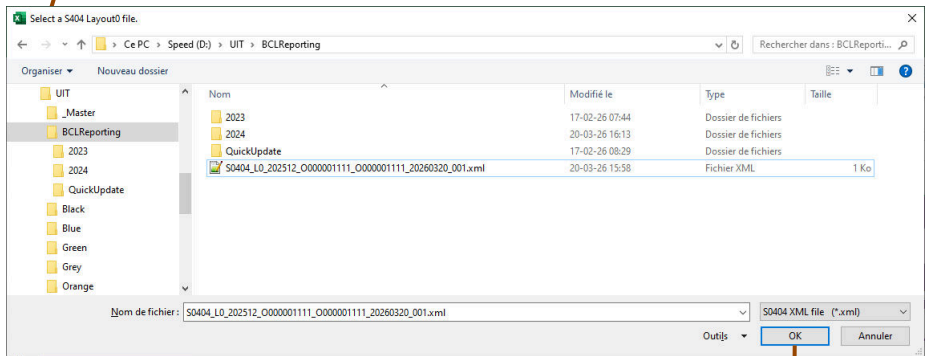 Select a S404 Layout0 file.
Ce PC > Speed (D:) > UIT > BCLReporting
Rechercher dans : BCLReporti...
Organiser Nouveau dossier
UIT
_Master
BCLReporting
2023
2024
QuickUpdate
Black
Blue
Green
Grey
Orange
Nom Modifié le Type Taille
2023 17-02-26 07:44 Dossier de fichiers
2024 20-03-26 16:13 Dossier de fichiers
QuickUpdate 17-02-26 08:29 Dossier de fichiers
S0404_L0_202512_O000001111_O000001111_20260320_001.xml 20-03-26 15:58 Fichier XML 1 Ko
Nom de fichier : S0404_L0_202512_O000001111_O000001111_20260320_001.xml S0404 XML file (*.xml)
Outils OK Annuler